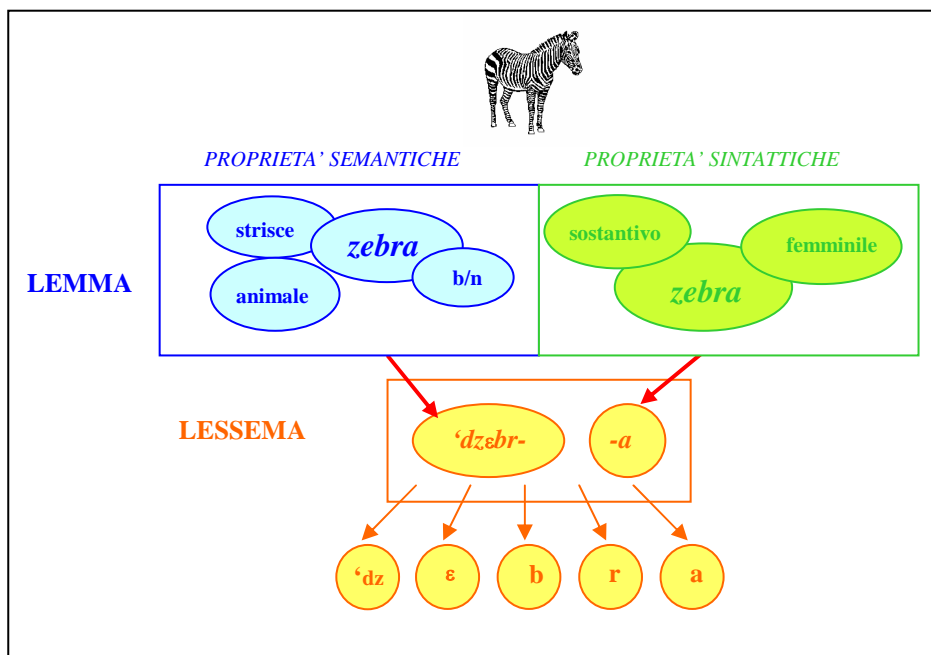 PROPRIETA' SEMANTICHE
PROPRIETA' SINTATTICHE
LEMMA
strisce
zebra
animale
b/n
sostantivo
femminile
zebra
LESSEMA
‘dzɛbr-
-a
‘dz
ɛ
b
r
a